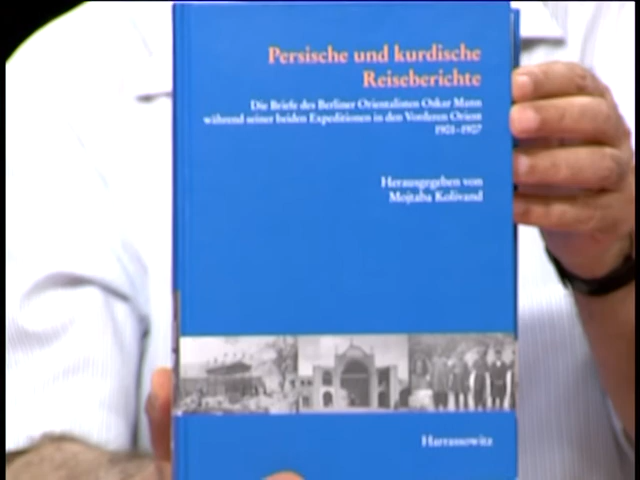 Persische und kurdische
Reiseberichte
Die Briefe des Berliner Orientalisten Oskar Mann
während seiner beiden Expeditionen in den Vorderen Orient
1901–1907
Herausgegeben von
Mojtaba Kolivand
Harrassowitz